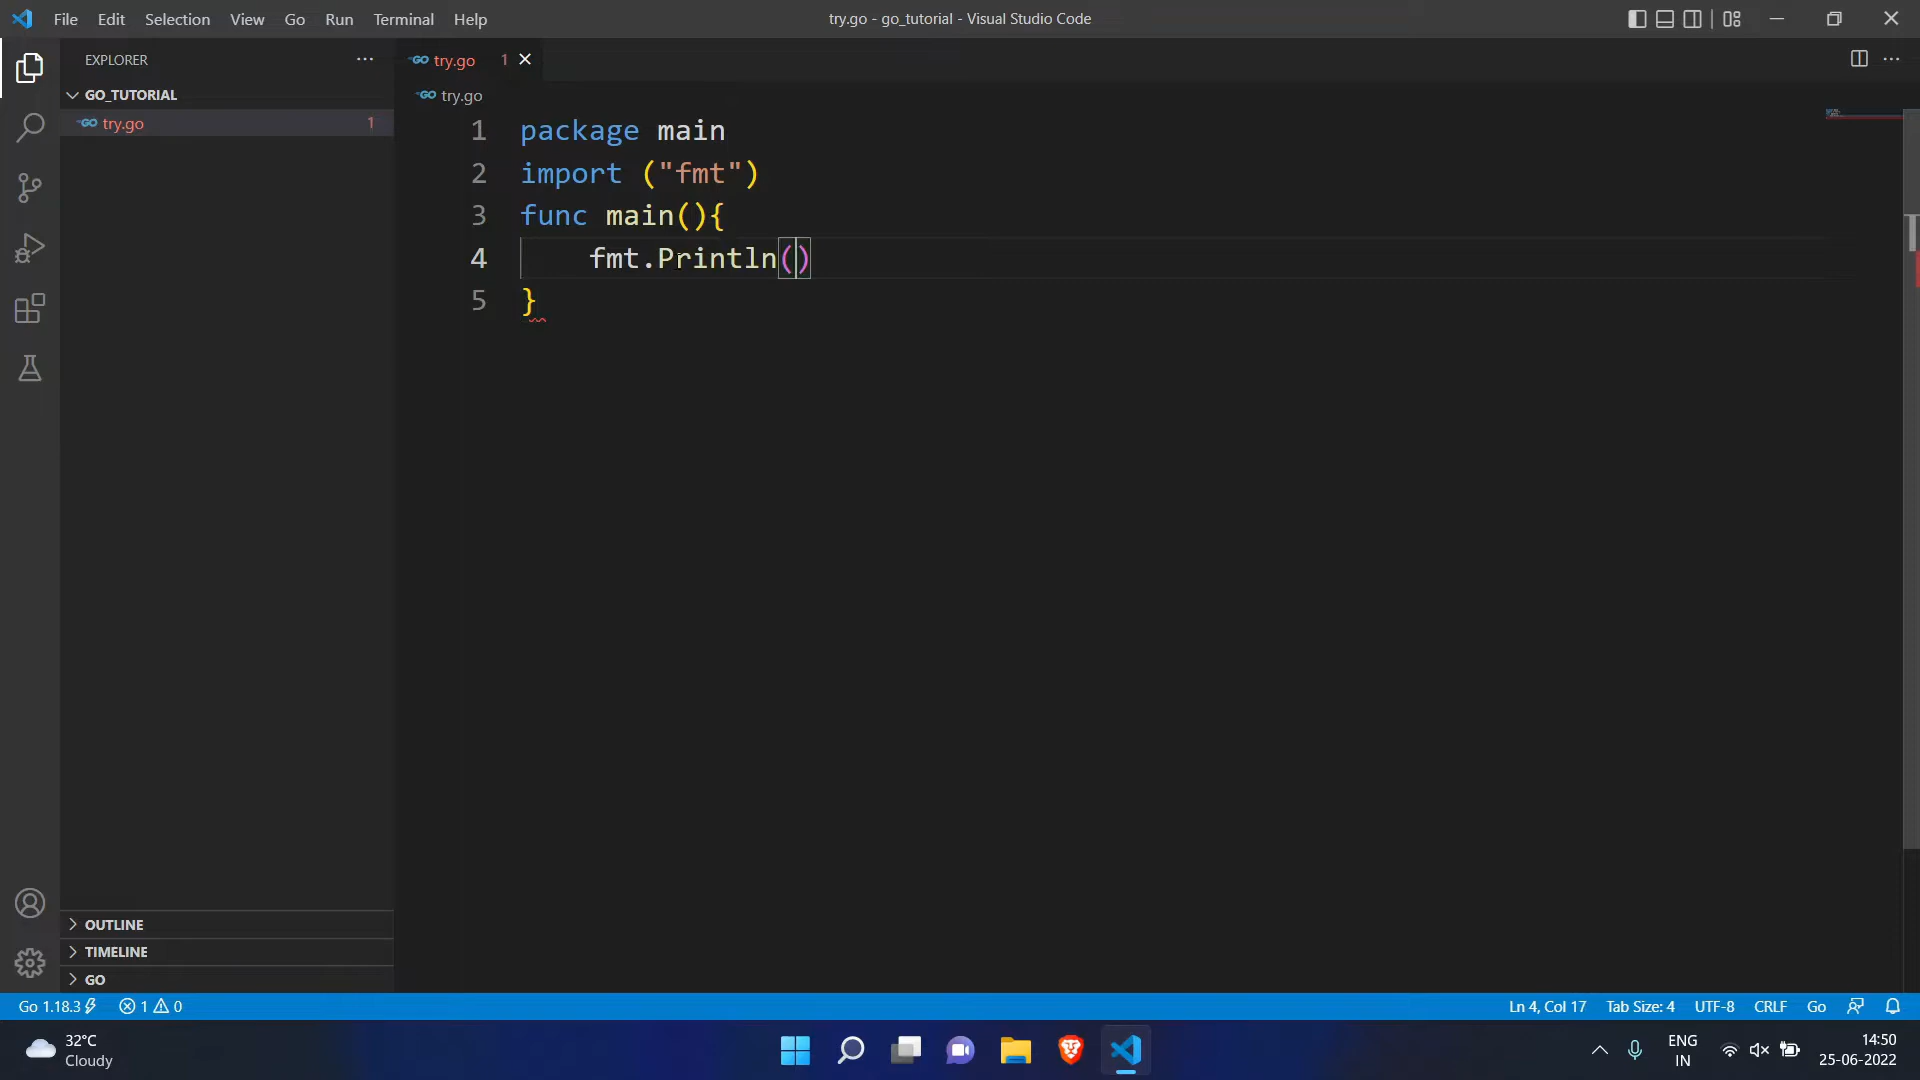 File Edit Selection View Go Run Terminal Help
try.go - go_tutorial - Visual Studio Code
EXPLORER
GO_TUTORIAL
GO try.go 1
GO try.go 1
GO try.go
1 package main
2 import ("fmt")
3 func main(){
4 fmt.Println()
5 }
OUTLINE
TIMELINE
GO
Go 1.18.3 1 0
Ln 4, Col 17 Tab Size: 4 UTF-8 CRLF Go
32°C
Cloudy
ENG
IN
14:50
25-06-2022